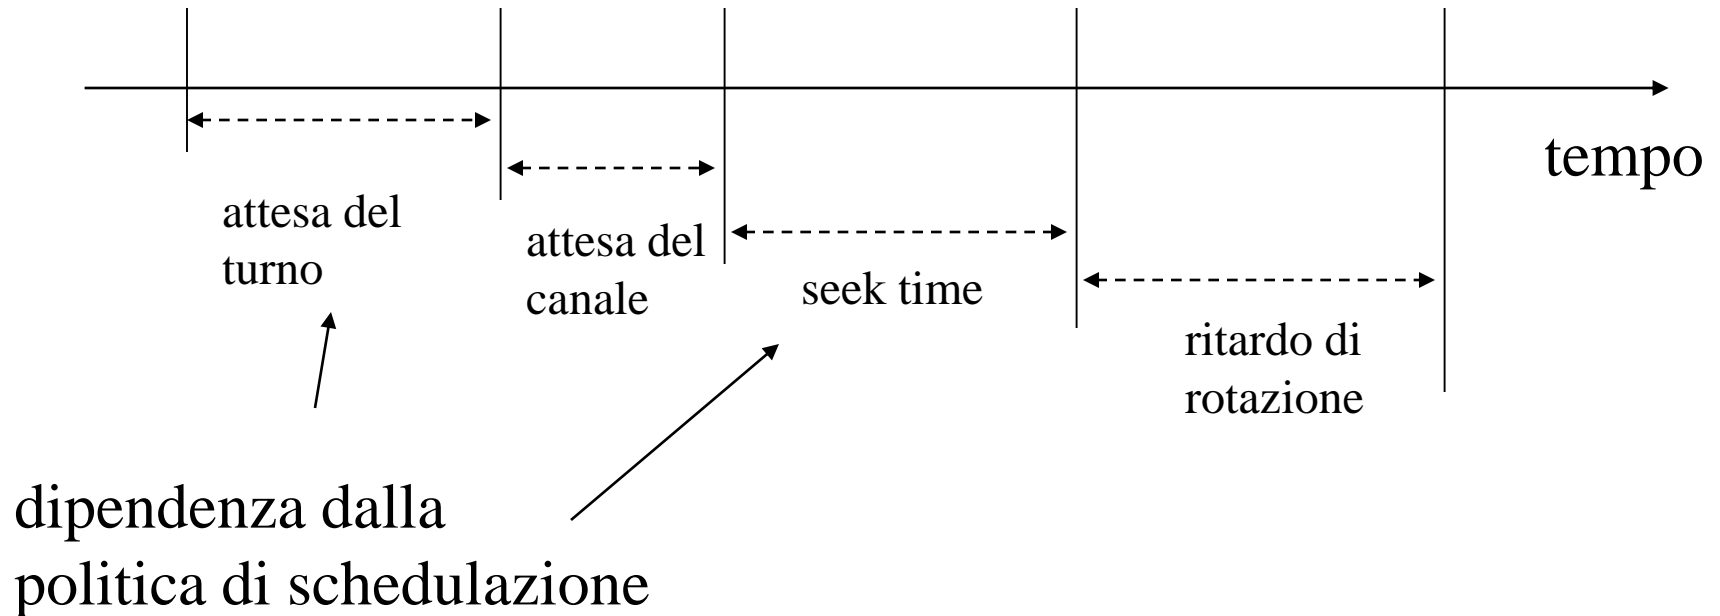 tempo
attesa del
turno
attesa del
canale
seek time
ritardo di
rotazione
dipendenza dalla
politica di schedulazione